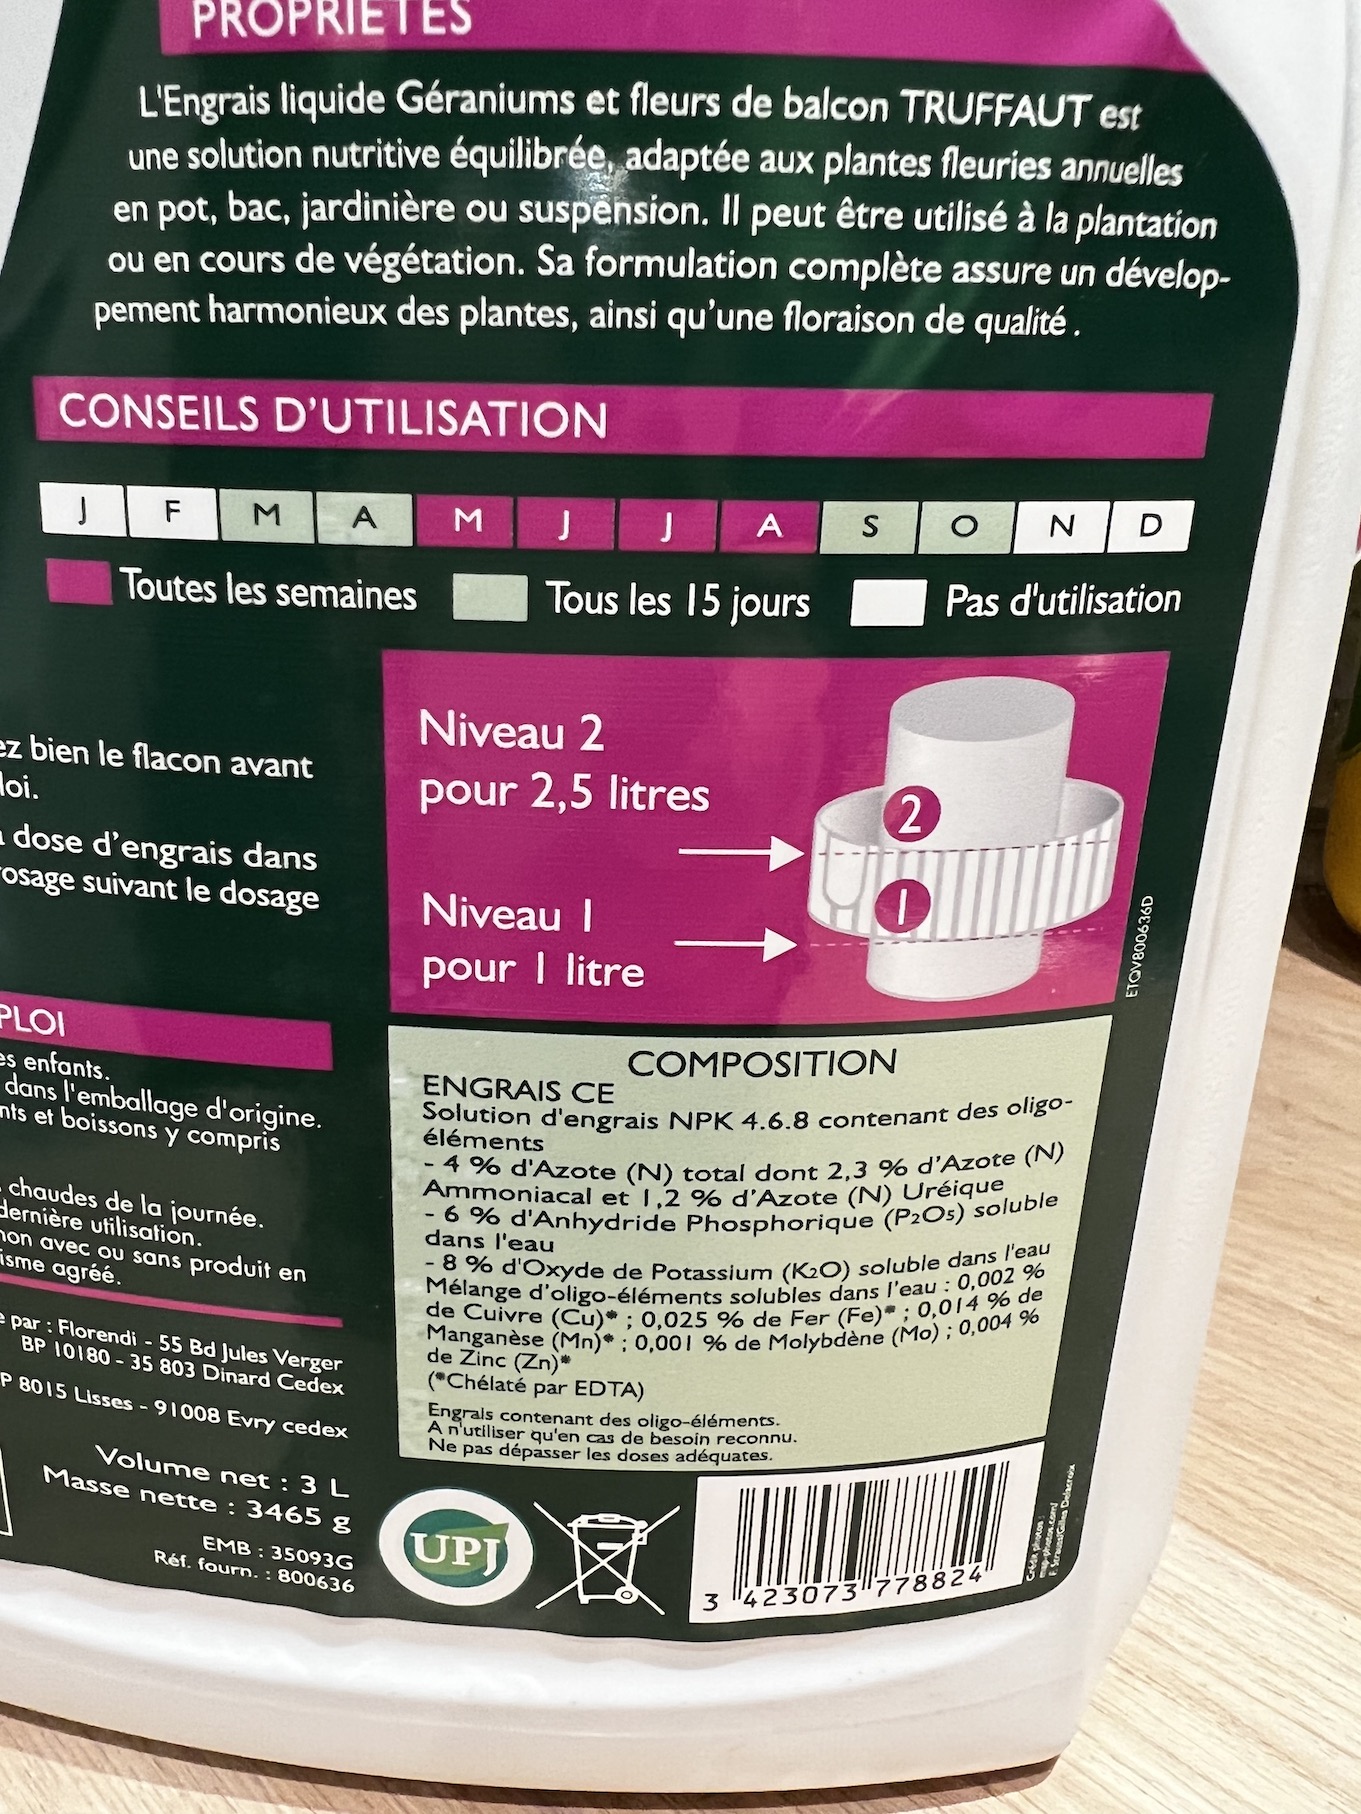 PROPRIETES
L'Engrais liquide Géraniums et fleurs de balcon TRUFFAUT est
une solution nutritive équilibrée, adaptée aux plantes fleuries annuelles
en pot, bac, jardinière ou suspension. Il peut être utilisé à la plantation
ou en cours de végétation. Sa formulation complète assure un dévelop-
pement harmonieux des plantes, ainsi qu'une floraison de qualité .
CONSEILS D'UTILISATION
J F M A M J J A S O N D
Toutes les semaines Tous les 15 jours Pas d'utilisation
ez bien le flacon avant
loi.
dose d'engrais dans
rosage suivant le dosage
Niveau 2
pour 2,5 litres
Niveau 1
pour 1 litre
2
1
ETQV800636D
PLOI
es enfants.
dans l'emballage d'origine.
nts et boissons y compris
chaudes de la journée.
dernière utilisation.
non avec ou sans produit en
isme agréé.
e par : Florendi - 55 Bd Jules Verger
BP 10180 - 35 803 Dinard Cedex
P 8015 Lisses - 91008 Evry cedex
Volume net : 3 L
Masse nette : 3465 g
EMB : 35093G
Réf. fourn. : 800636
COMPOSITION
ENGRAIS CE
Solution d'engrais NPK 4.6.8 contenant des oligo-
éléments
- 4 % d'Azote (N) total dont 2,3 % d'Azote (N)
Ammoniacal et 1,2 % d'Azote (N) Uréique
- 6 % d'Anhydride Phosphorique (P2O5) soluble
dans l'eau
- 8 % d'Oxyde de Potassium (K2O) soluble dans l'eau
Mélange d'oligo-éléments solubles dans l'eau : 0,002 %
de Cuivre (Cu)* ; 0,025 % de Fer (Fe)* ; 0,014 % de
Manganèse (Mn)* ; 0,001 % de Molybdène (Mo) ; 0,004 %
de Zinc (Zn)*
(*Chélaté par EDTA)
Engrais contenant des oligo-éléments.
A n'utiliser qu'en cas de besoin reconnu.
Ne pas dépasser les doses adéquates.
UPJ
3 423073 778824
Crédit photos :
map-photos.com/
F. Strauss/Gilles Delacroix